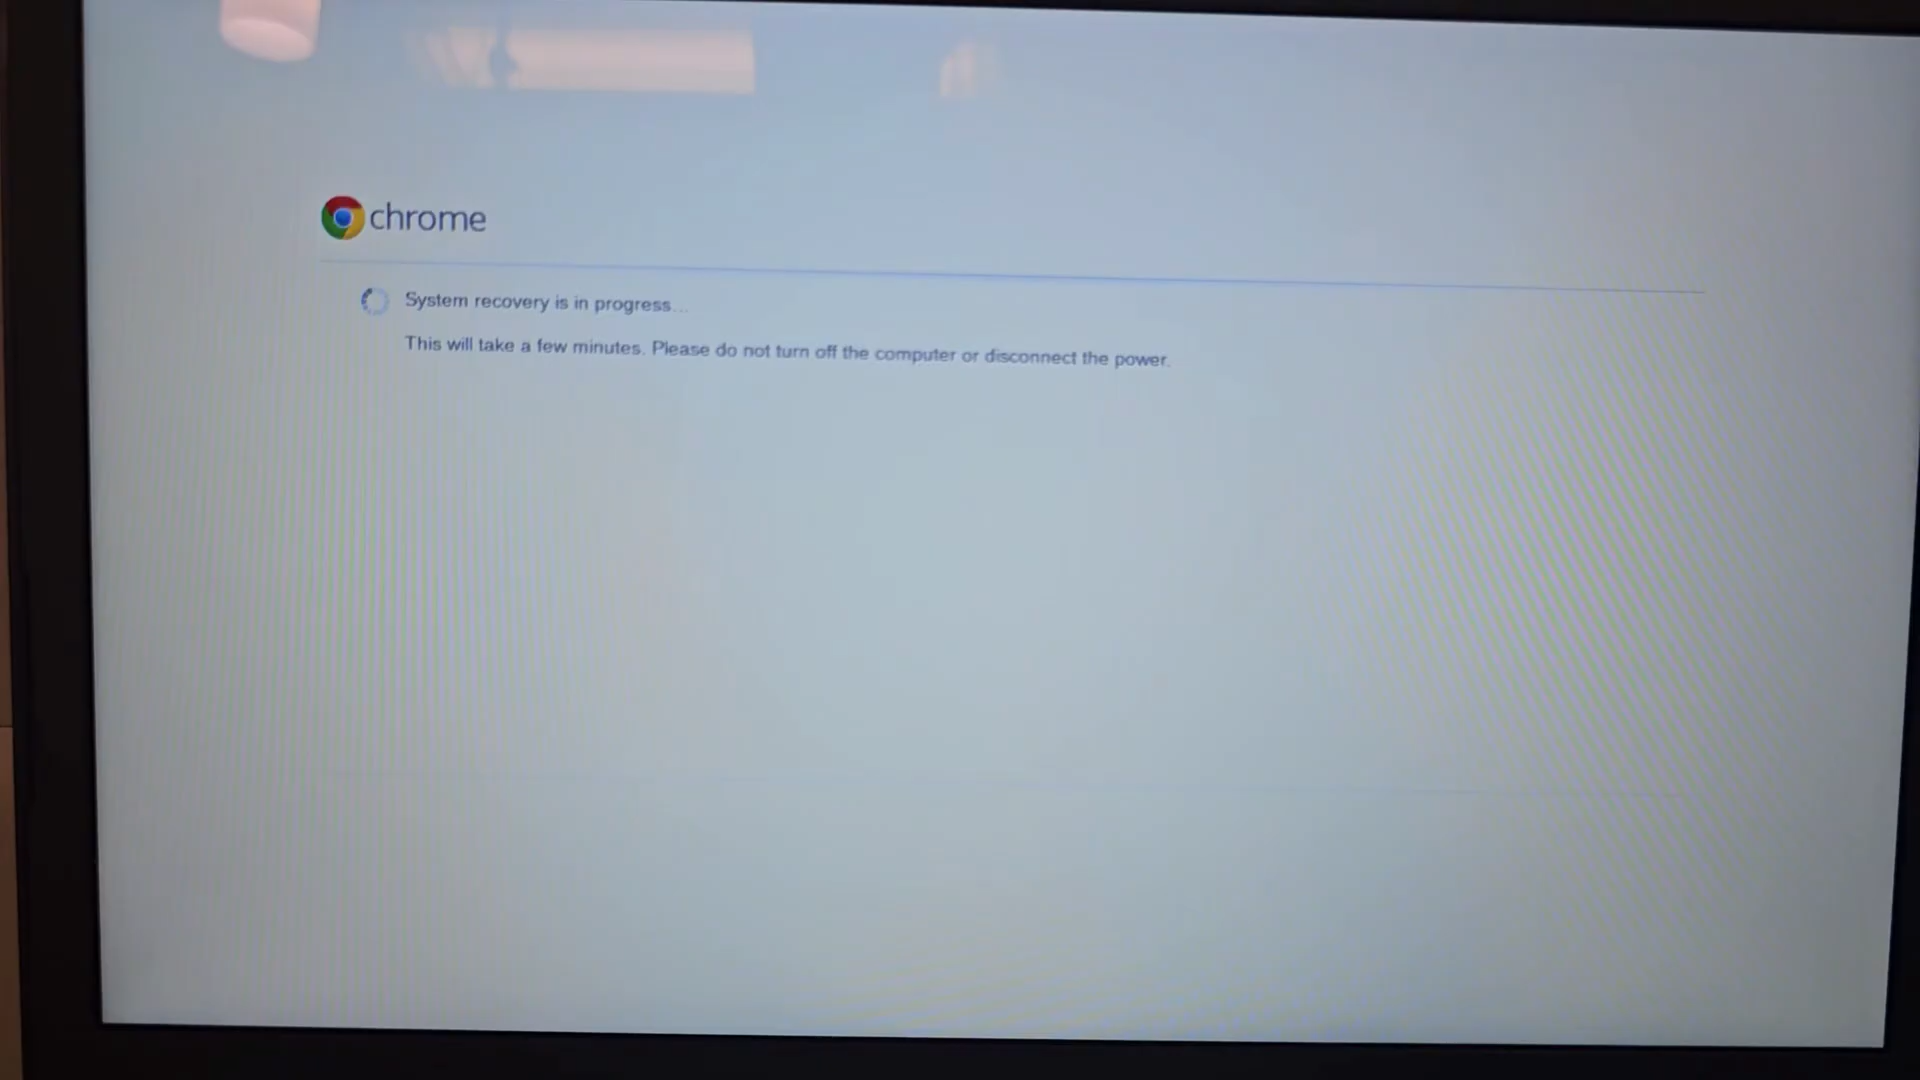 chrome
System recovery is in progress...
This will take a few minutes. Please do not turn off the computer or disconnect the power.